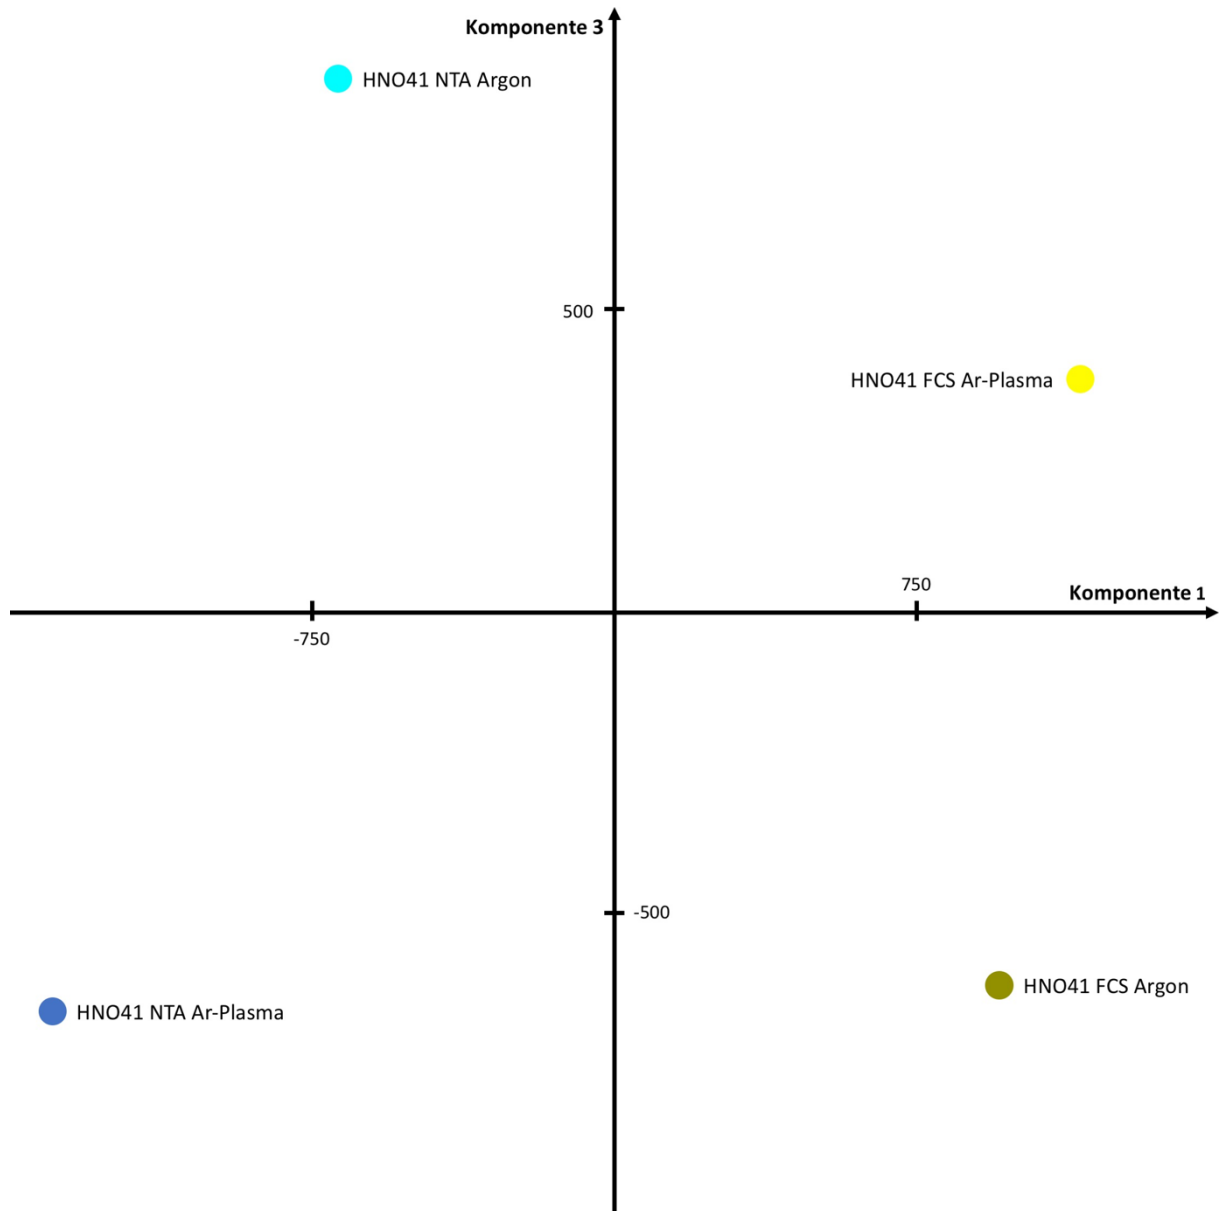 Komponente 3
HNO41 NTA Argon
500
HNO41 FCS Ar-Plasma
750
Komponente 1
-750
-500
HNO41 FCS Argon
HNO41 NTA Ar-Plasma